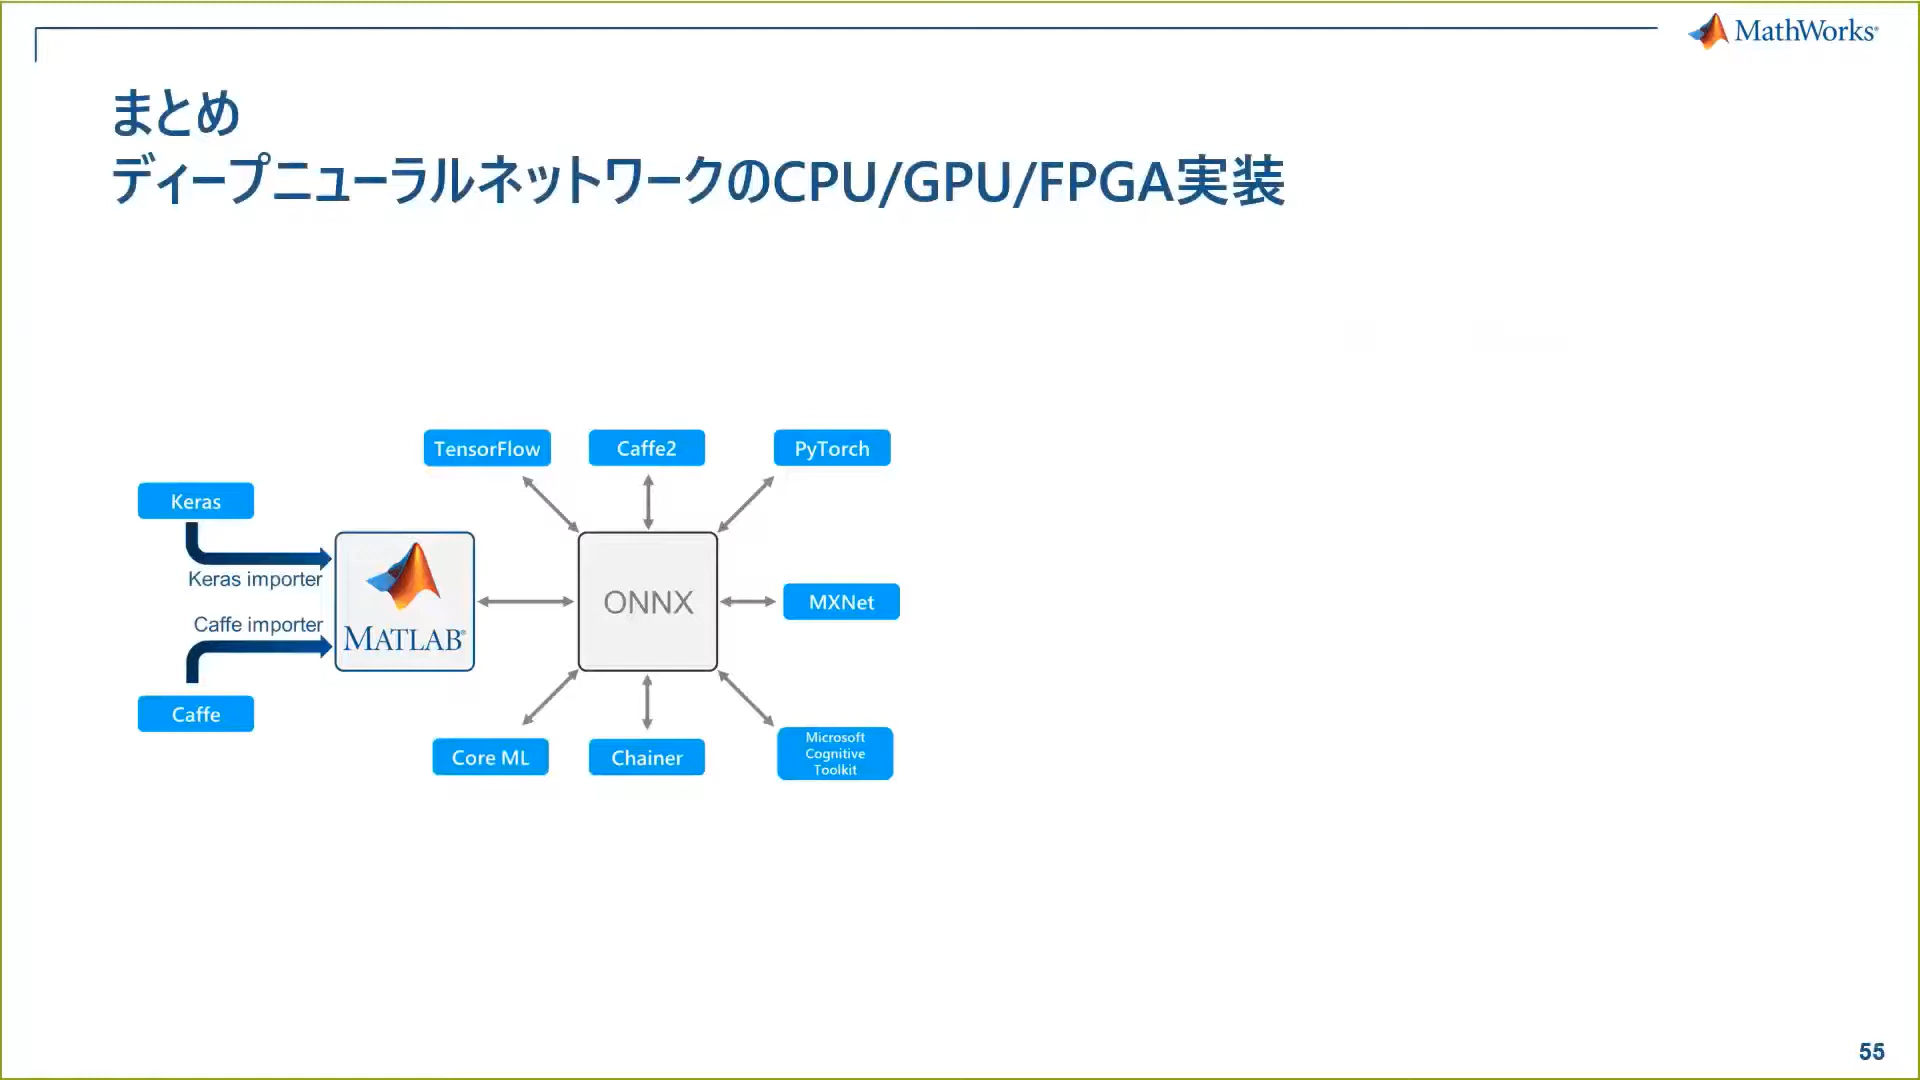 MathWorks®
まとめ
ディープニューラルネットワークのCPU/GPU/FPGA実装
TensorFlow
Caffe2
PyTorch
Keras
Keras importer
Caffe importer
MATLAB®
ONNX
MXNet
Caffe
Core ML
Chainer
Microsoft
Cognitive
Toolkit
55